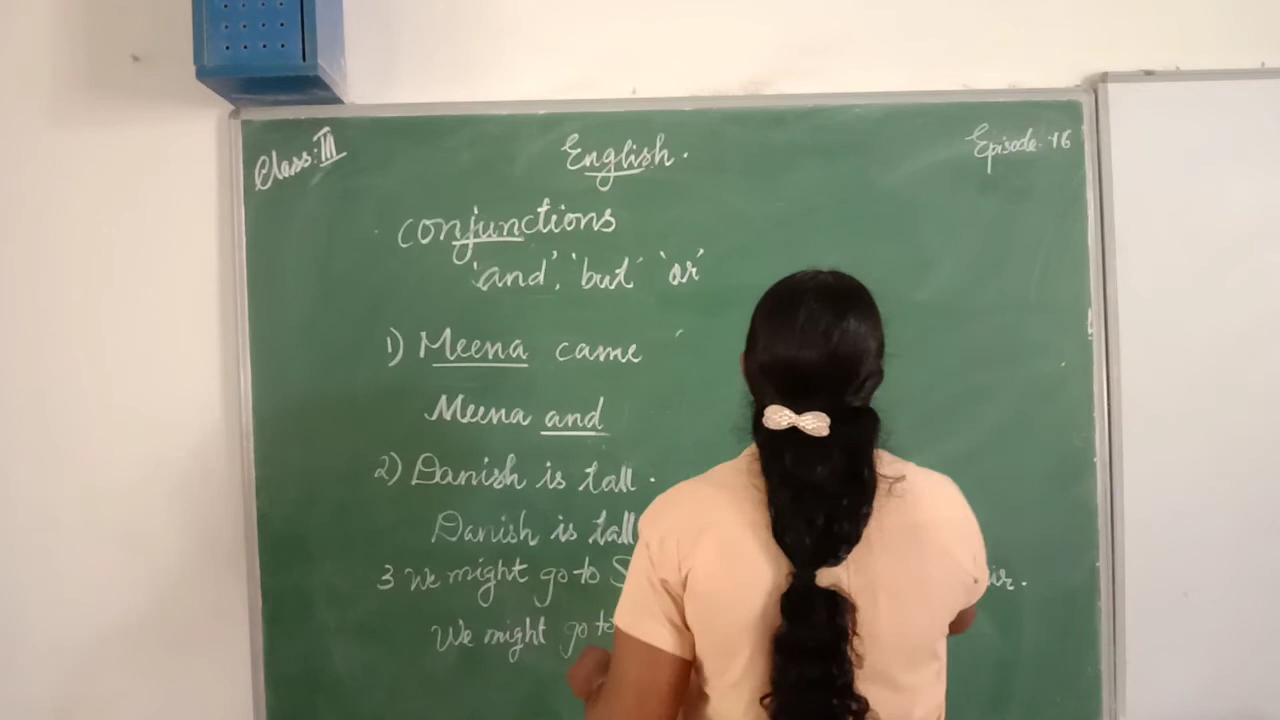 Class: III
English.
Episode-16
conjunctions
'and', 'but' 'or'
1) Meena came
Meena and
2) Danish is tall.
Danish is tall
3 We might go to
We might go to